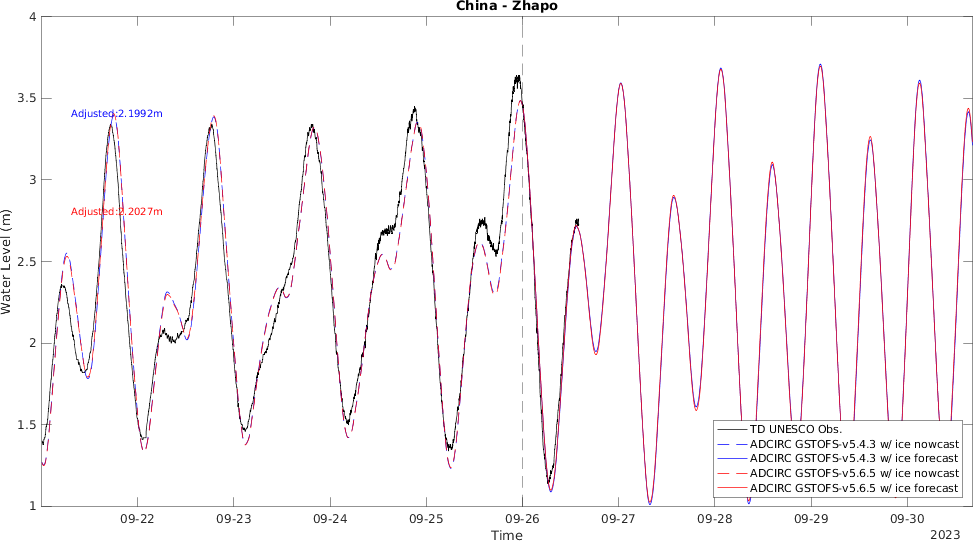 China - Zhapo
4
3.5
3
2.5
2
1.5
1
Water Level (m)
Adjusted:2.1992m
Adjusted:2.2027m
TD UNESCO Obs.
ADCIRC GSTOFS-v5.4.3 w/ ice nowcast
ADCIRC GSTOFS-v5.4.3 w/ ice forecast
ADCIRC GSTOFS-v5.6.5 w/ ice nowcast
ADCIRC GSTOFS-v5.6.5 w/ ice forecast
09-22 09-23 09-24 09-25 09-26 09-27 09-28 09-29 09-30
Time
2023